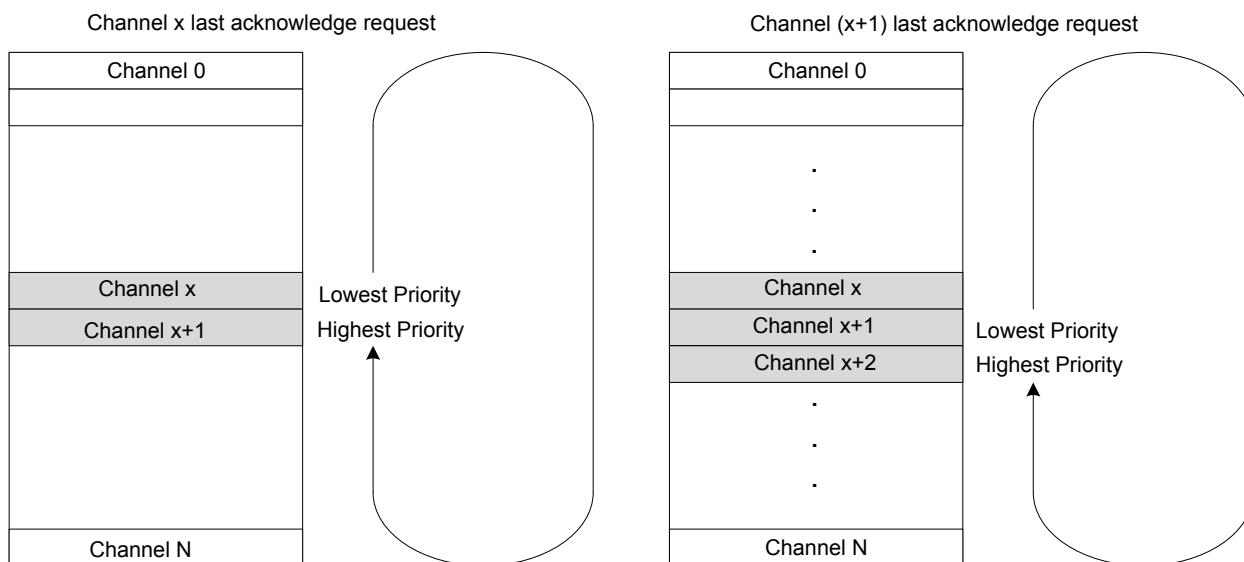 Channel x last acknowledge request
Channel 0
Channel x
Lowest Priority
Channel x+1
Highest Priority
Channel N
Channel (x+1) last acknowledge request
Channel 0
.
.
.
Channel x
Channel x+1
Lowest Priority
Channel x+2
Highest Priority
.
.
.
Channel N